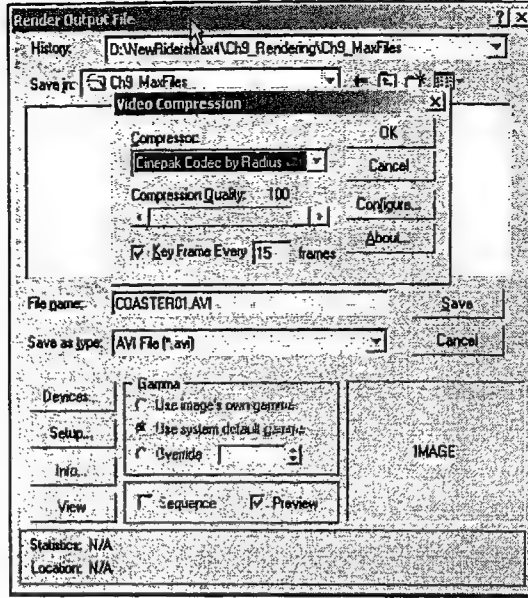 Render Output File
History: D:\NewRidersMax4\Ch9_Rendering\Ch9_MaxFiles
Save in: Ch9_MaxFiles
Video Compression
Compressor:
Cinepak Codec by Radius
OK
Cancel
Compression Quality: 100
Configure...
About...
Key Frame Every 15 frames
File name: COASTER01.AVI
Save
Save as type: AVI File (*.avi)
Cancel
Devices...
Setup...
Info...
View
Gamma
Use image's own gamma
Use system default gamma
Override
Sequence
Preview
IMAGE
Statistics: N/A
Location: N/A